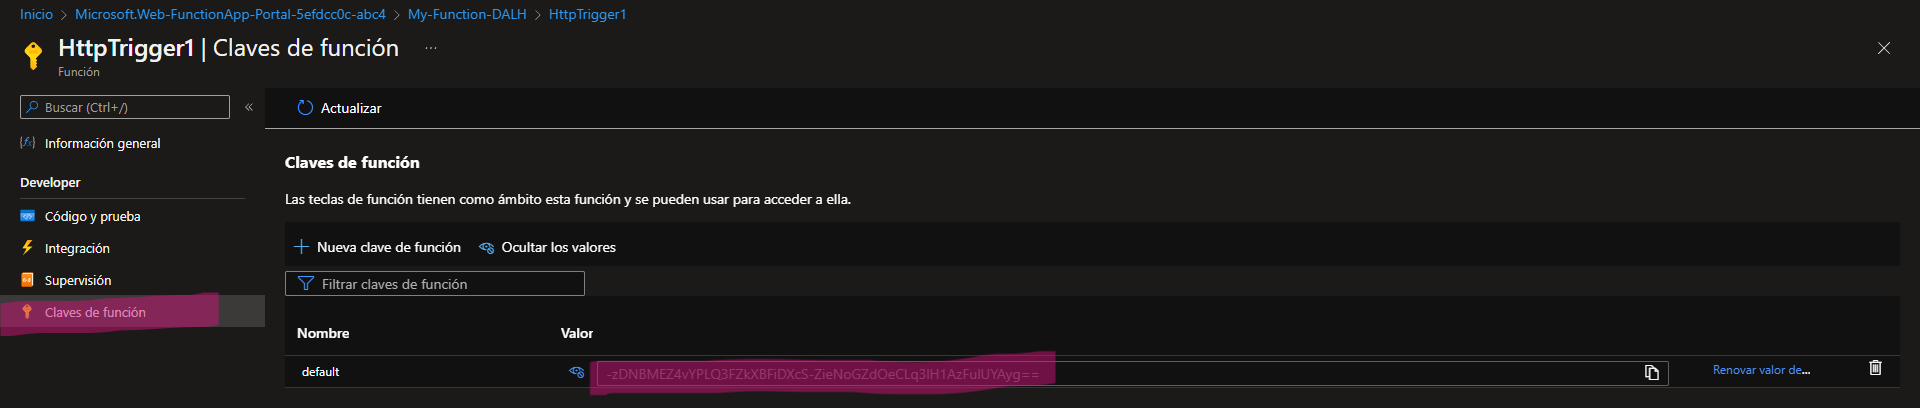 Inicio > Microsoft.Web-FunctionApp-Portal-5efdcc0c-abc4 > My-Function-DALH > HttpTrigger1
HttpTrigger1 | Claves de función ...
Función
Buscar (Ctrl+/)
Actualizar
Información general
Developer
Código y prueba
Integración
Supervisión
Claves de función
Claves de función
Las teclas de función tienen como ámbito esta función y se pueden usar para acceder a ella.
Nueva clave de función
Ocultar los valores
Filtrar claves de función
Nombre
Valor
default
Renovar valor de...